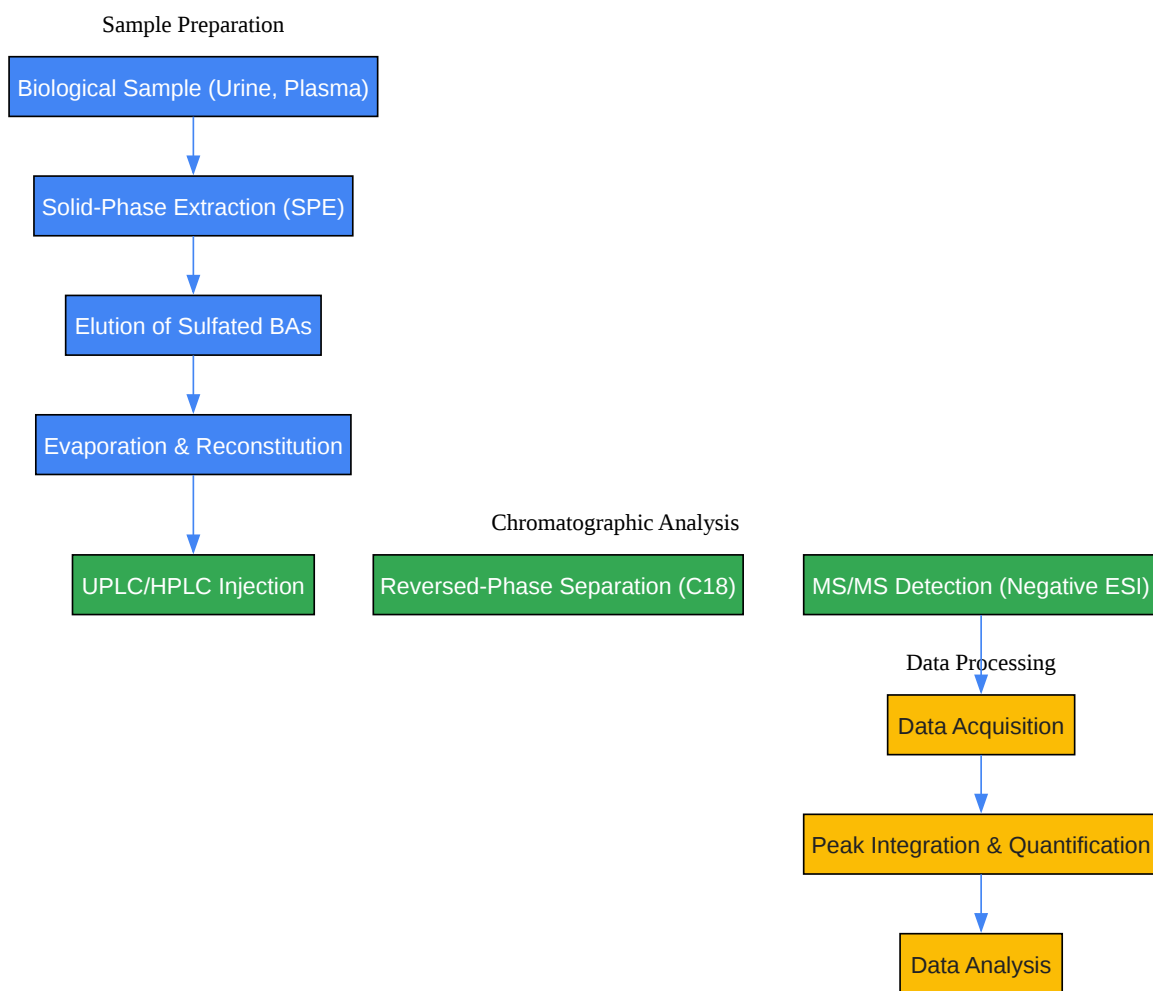 Sample Preparation
Biological Sample (Urine, Plasma)
Solid-Phase Extraction (SPE)
Elution of Sulfated BAs
Evaporation & Reconstitution
Chromatographic Analysis
UPLC/HPLC Injection
Reversed-Phase Separation (C18)
MS/MS Detection (Negative ESI)
Data Processing
Data Acquisition
Peak Integration & Quantification
Data Analysis